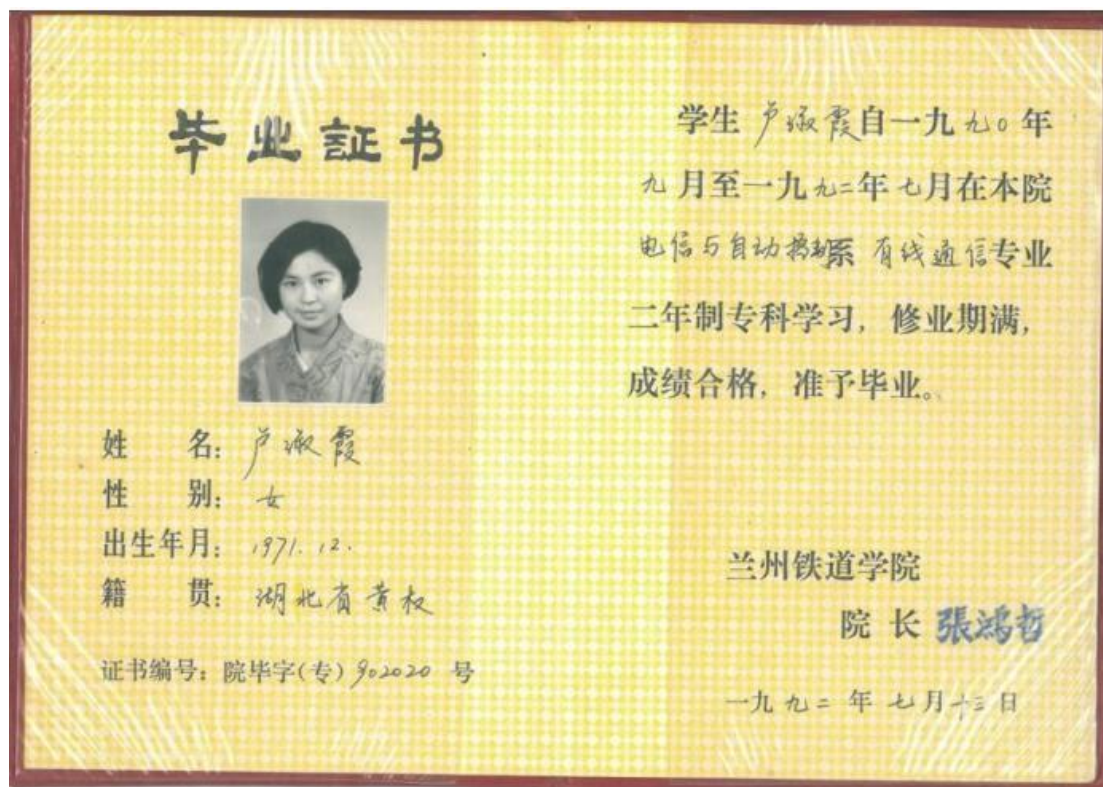 毕业証书
姓 名：卢淑霞
性 别：女
出生年月：1971.12.
籍 贯：湖北省黄
证书编号：院毕字(专)902020 号
学生 卢淑霞自一九九0年
九月至一九九二年七月在本院
电信与自动控制系 有线通信专业
二年制专科学习，修业期满，
成绩合格，准予毕业。
兰州铁道学院
院 长 張鴻哲
一九九二 年 七月十三日